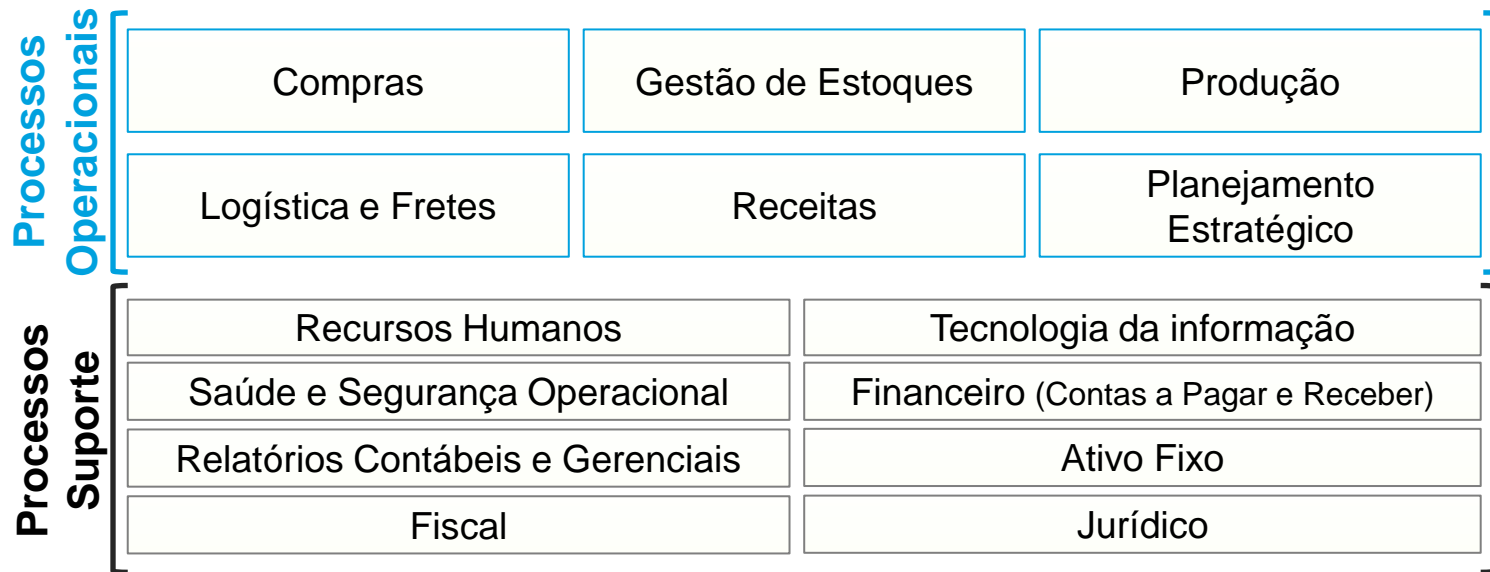 Processos
Operacionais
Compras
Gestão de Estoques
Produção
Logística e Fretes
Receitas
Planejamento
Estratégico
Processos
Suporte
Recursos Humanos
Tecnologia da informação
Saúde e Segurança Operacional
Financeiro (Contas a Pagar e Receber)
Relatórios Contábeis e Gerenciais
Ativo Fixo
Fiscal
Jurídico